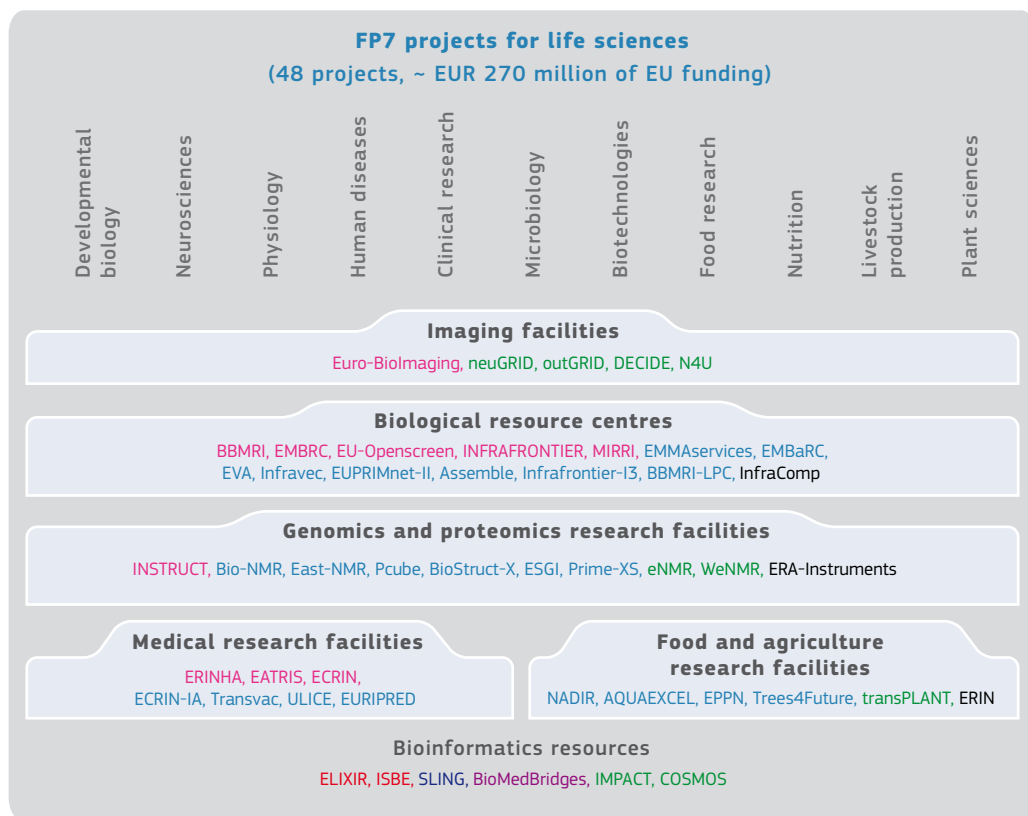 FP7 projects for life sciences
(48 projects, ~ EUR 270 million of EU funding)
Developmental
biology
Neurosciences
Physiology
Human diseases
Clinical research
Microbiology
Biotechnologies
Food research
Nutrition
Livestock
production
Plant sciences
Imaging facilities
Euro-BioImaging, neuGRID, outGRID, DECIDE, N4U
Biological resource centres
BBMRI, EMBRC, EU-Openscreen, INFRAFRONTIER, MIRRI, EMMAservices, EMBaRC,
EVA, Infravec, EUPRIMnet-II, Assemble, Infrafrontier-I3, BBMRI-LPC, InfraComp
Genomics and proteomics research facilities
INSTRUCT, Bio-NMR, East-NMR, Pcube, BioStruct-X, ESGI, Prime-XS, eNMR, WeNMR, ERA-Instruments
Medical research facilities
ERINHA, EATRIS, ECRIN,
ECRIN-IA, Transvac, ULICE, EURIPRED
Food and agriculture
research facilities
NADIR, AQUAEXCEL, EPPN, Trees4Future, transPLANT, ERIN
Bioinformatics resources
ELIXIR, ISBE, SLING, BioMedBridges, IMPACT, COSMOS